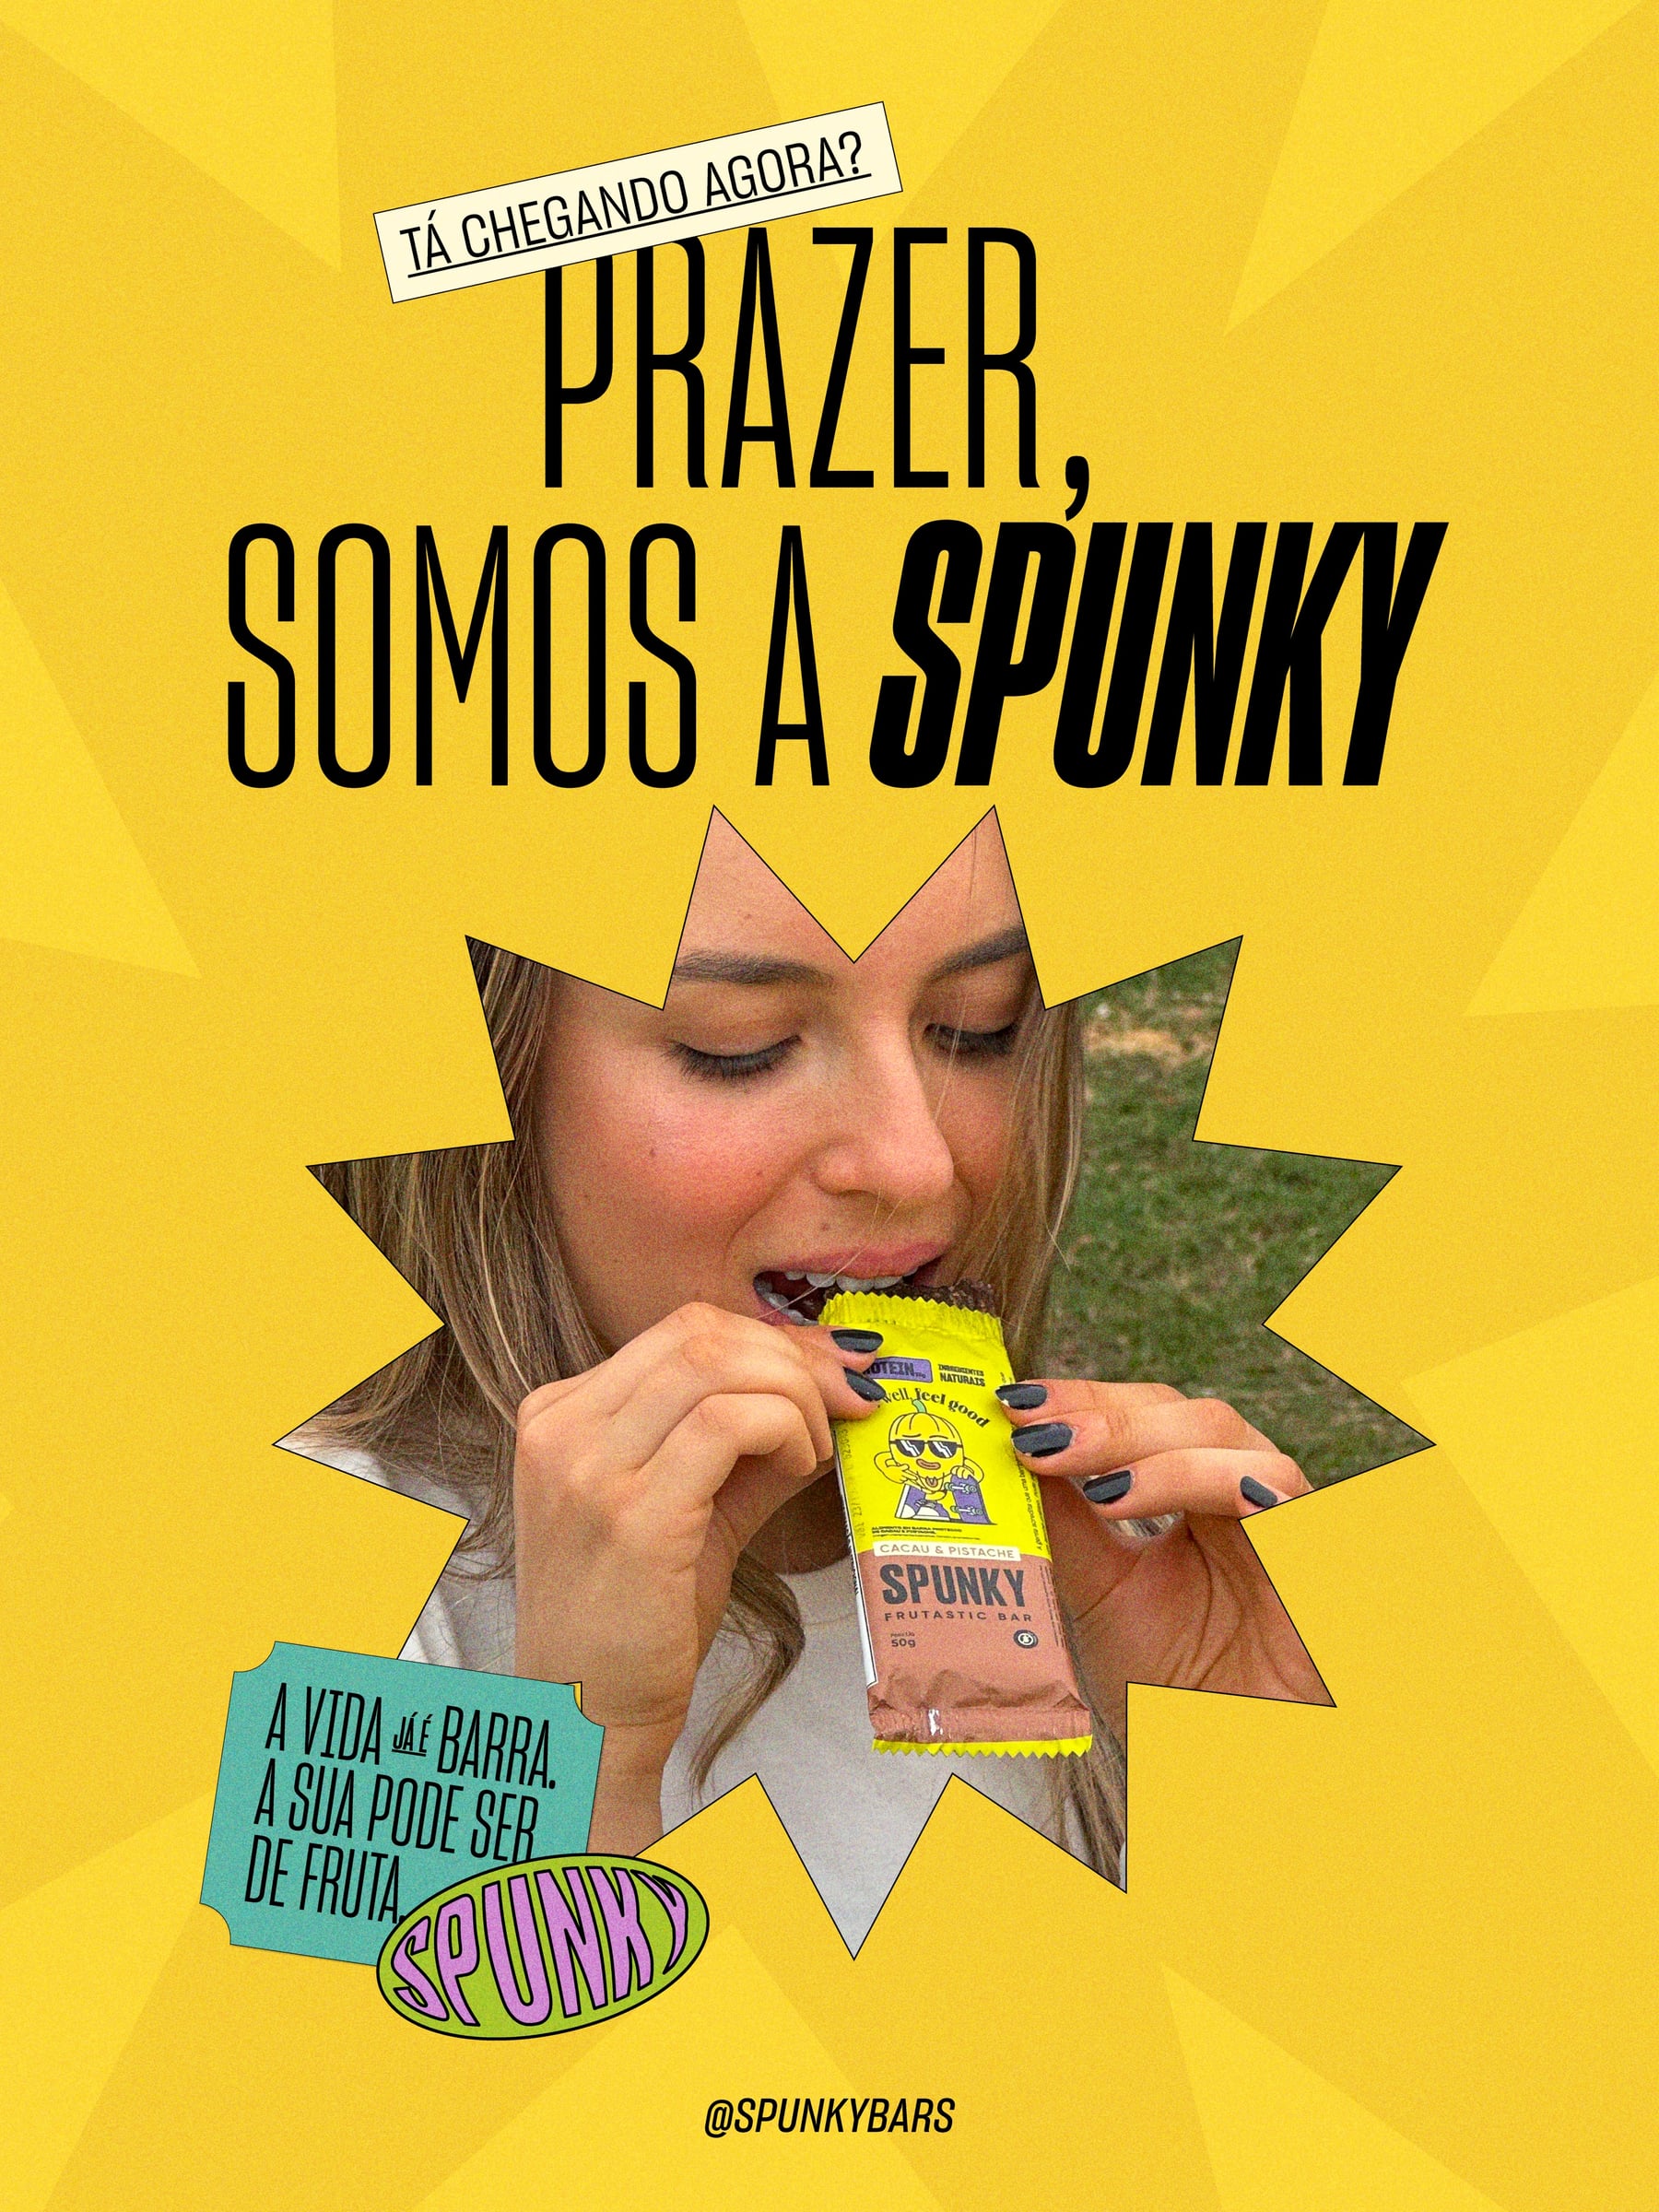 TÁ CHEGANDO AGORA?
PRAZER,
SOMOS A SPUNKY
INGREDIENTES
NATURAIS
well, feel good
CACAU & PISTACHE
SPUNKY
FRUTASTIC BAR
50g
A VIDA JÁ É BARRA.
A SUA PODE SER
DE FRUTA.
SPUNKY
@SPUNKYBARS